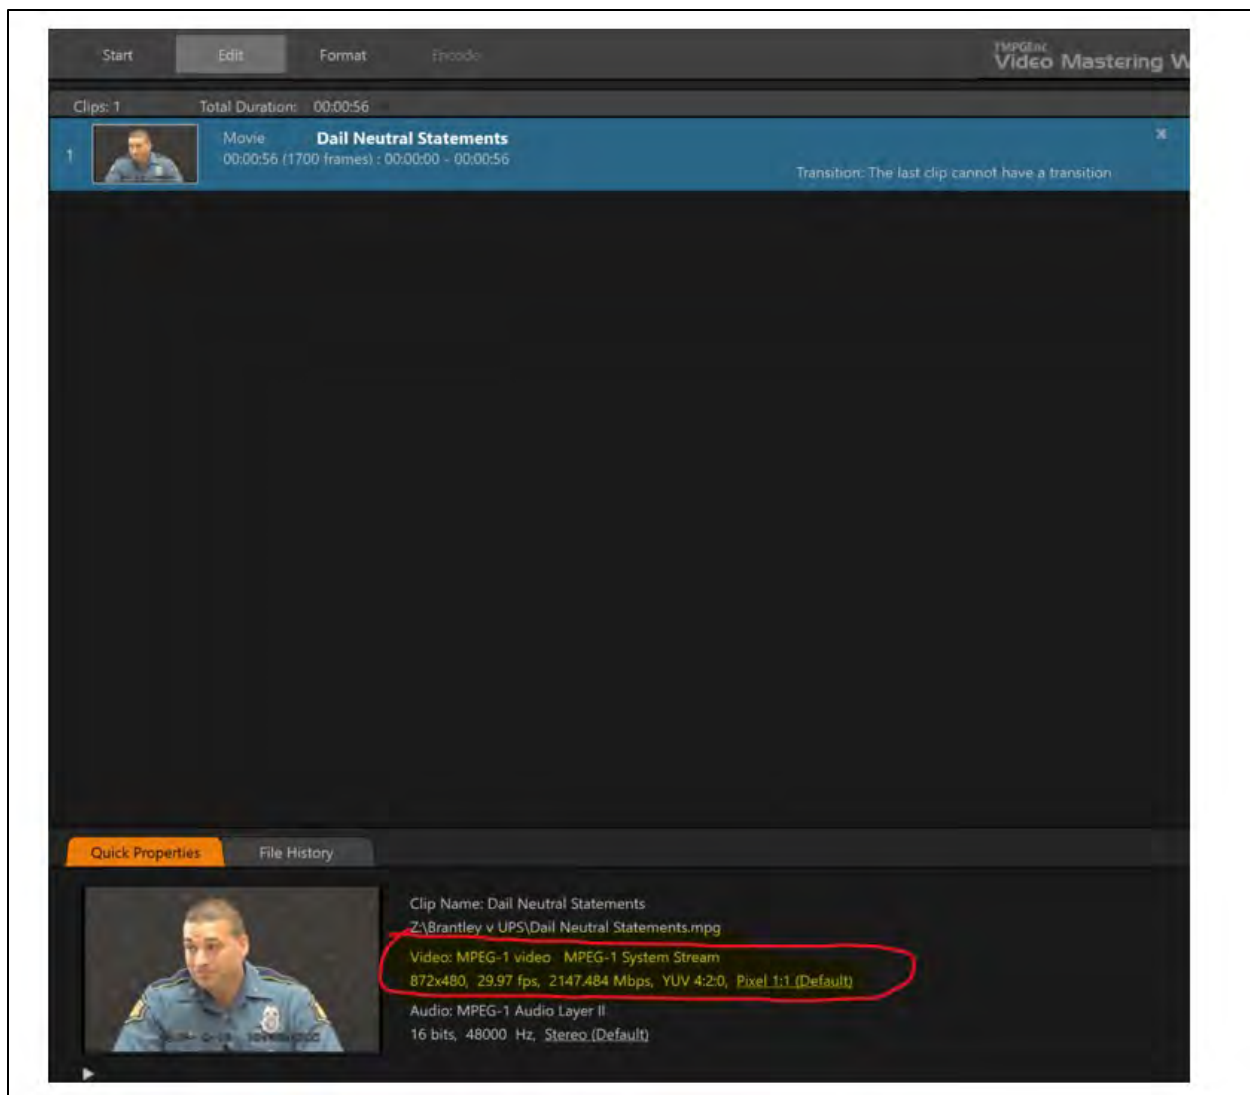 Start Edit Format Encode TMPGEnc
Video Mastering W
Clips: 1 Total Duration: 00:00:56
1 Movie Dail Neutral Statements
00:00:56 (1700 frames) : 00:00:00 - 00:00:56
Transition: The last clip cannot have a transition
Quick Properties File History
Clip Name: Dail Neutral Statements
Z:\Brantley v UPS\Dail Neutral Statements.mpg
Video: MPEG-1 video MPEG-1 System Stream
872x480, 29.97 fps, 2147.484 Mbps, YUV 4:2:0, Pixel 1:1 (Default)
Audio: MPEG-1 Audio Layer II
16 bits, 48000 Hz, Stereo (Default)